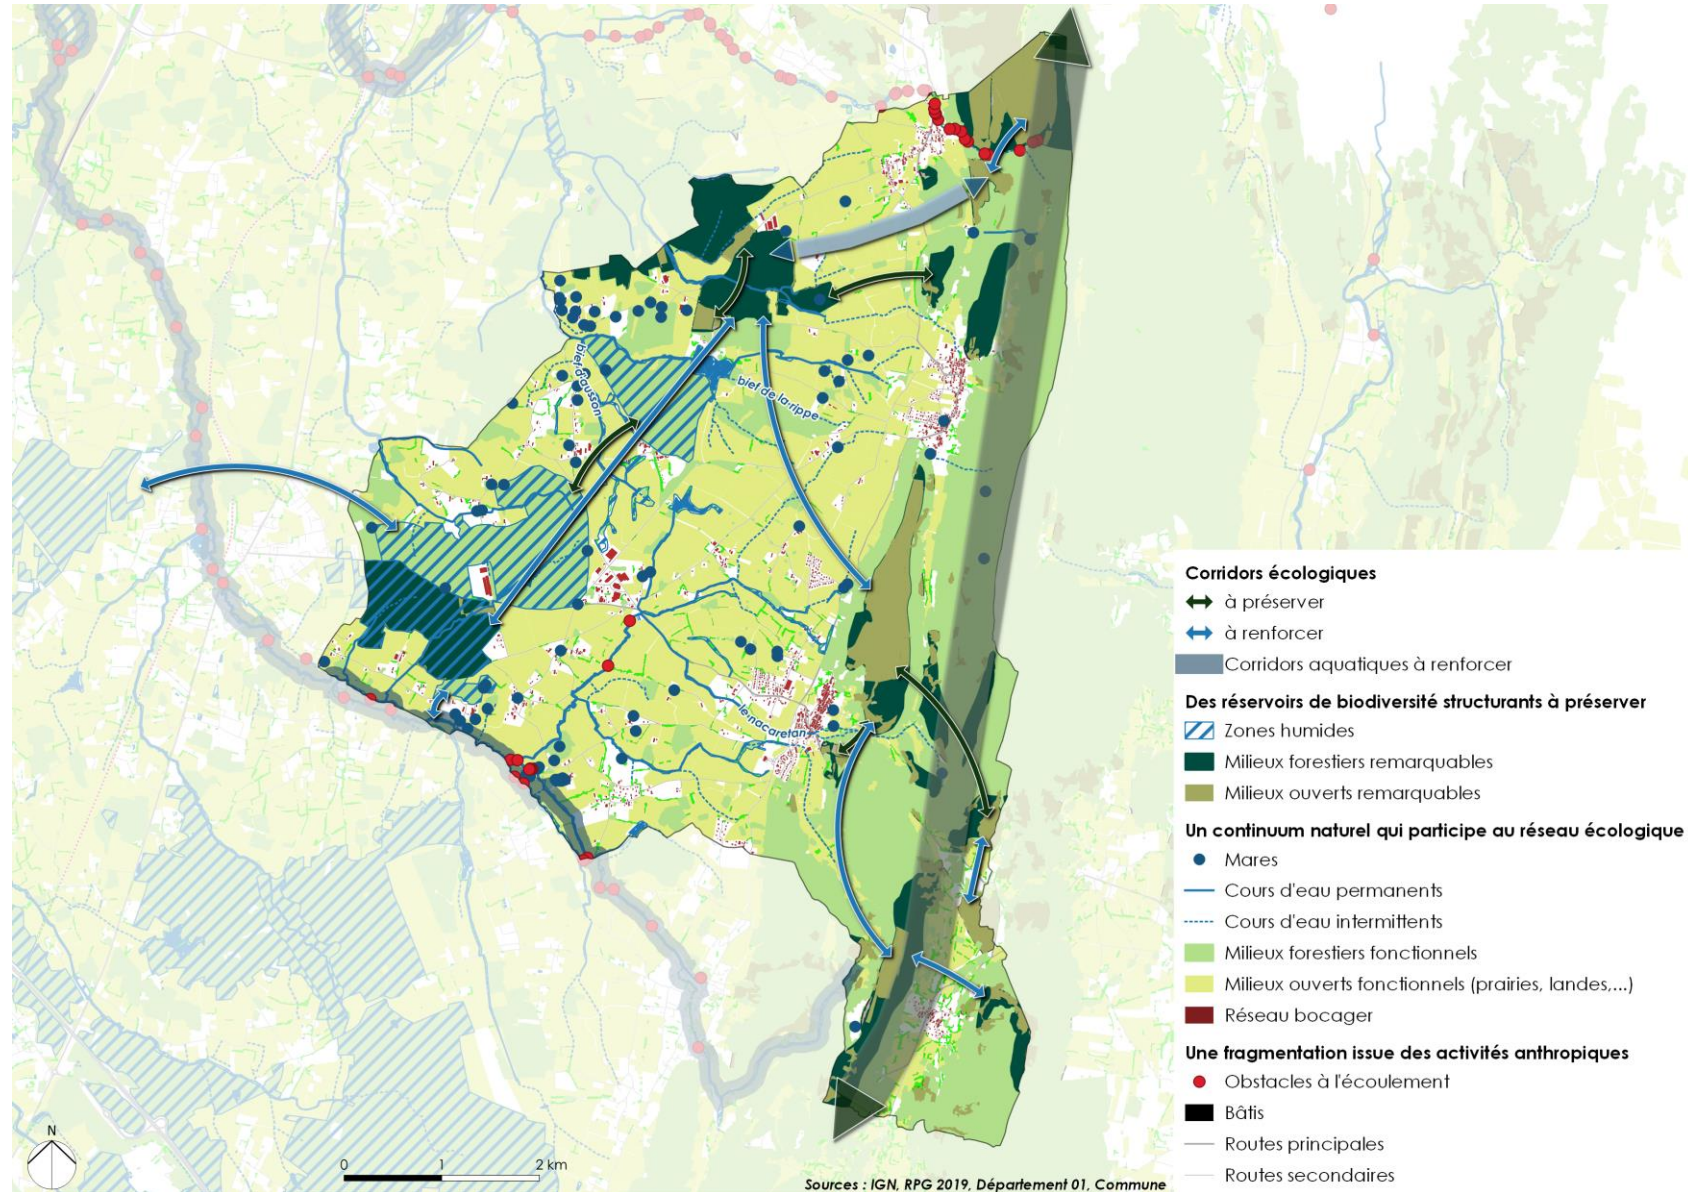 bief d'ausson
bief de la rippe
le nacaretan
Corridors écologiques
à préserver
à renforcer
Corridors aquatiques à renforcer
Des réservoirs de biodiversité structurants à préserver
Zones humides
Milieux forestiers remarquables
Milieux ouverts remarquables
Un continuum naturel qui participe au réseau écologique
Mares
Cours d'eau permanents
Cours d'eau intermittents
Milieux forestiers fonctionnels
Milieux ouverts fonctionnels (prairies, landes,...)
Réseau bocager
Une fragmentation issue des activités anthropiques
Obstacles à l'écoulement
Bâtis
Routes principales
Routes secondaires
N
0 1 2 km
Sources : IGN, RPG 2019, Département 01, Commune